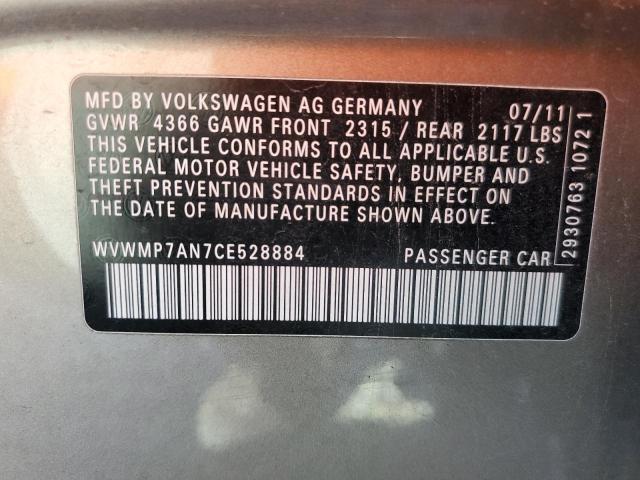 MFD BY VOLKSWAGEN AG GERMANY 07/11
GVWR 4366 GAWR FRONT 2315 / REAR 2117 LBS
THIS VEHICLE CONFORMS TO ALL APPLICABLE U.S.
FEDERAL MOTOR VEHICLE SAFETY, BUMPER AND
THEFT PREVENTION STANDARDS IN EFFECT ON
THE DATE OF MANUFACTURE SHOWN ABOVE.
WVWMP7AN7CE528884 PASSENGER CAR
2930763 1072 1